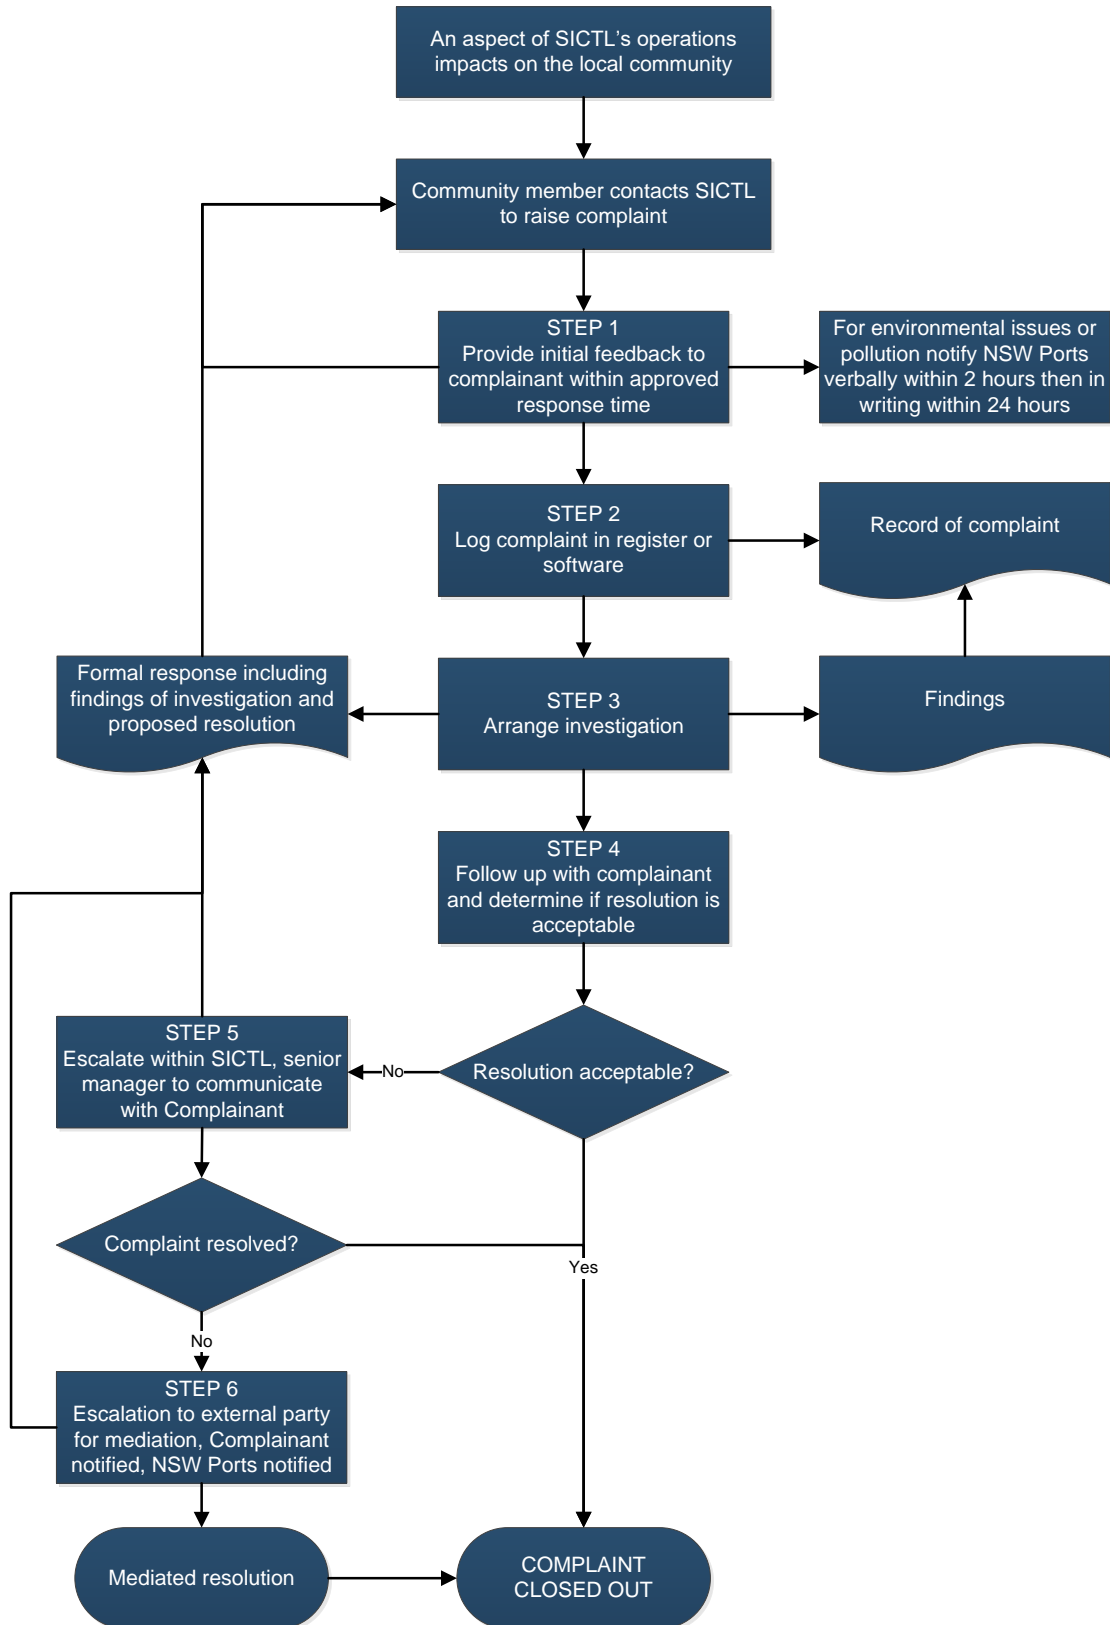 An aspect of SICTL's operations
impacts on the local community
Community member contacts SICTL
to raise complaint
STEP 1
Provide initial feedback to
complainant within approved
response time
For environmental issues or
pollution notify NSW Ports
verbally within 2 hours then in
writing within 24 hours
STEP 2
Log complaint in register or
software
Record of complaint
Formal response including
findings of investigation and
proposed resolution
STEP 3
Arrange investigation
Findings
STEP 4
Follow up with complainant
and determine if resolution is
acceptable
STEP 5
Escalate within SICTL, senior
manager to communicate
with Complainant
No
Resolution acceptable?
Complaint resolved?
Yes
No
STEP 6
Escalation to external party
for mediation, Complainant
notified, NSW Ports notified
Mediated resolution
COMPLAINT
CLOSED OUT